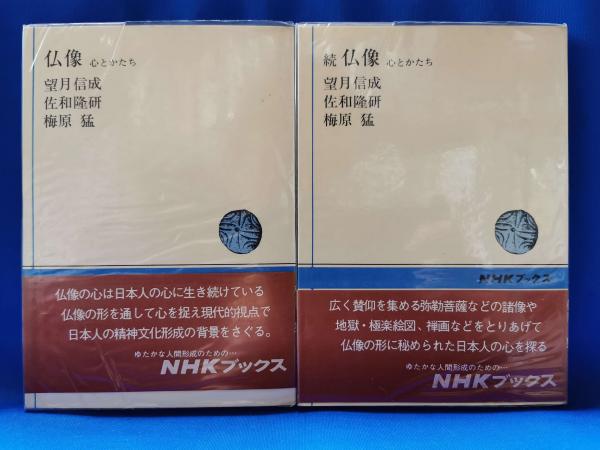 仏像 心とかたち
望月信成
佐和隆研
梅原 猛
仏像の心は日本人の心に生き続けている
仏像の形を通して心を捉え現代的視点で
日本人の精神文化形成の背景をさぐる。
ゆたかな人間形成のための…
NHKブックス
続 仏像 心とかたち
望月信成
佐和隆研
梅原 猛
NHKブックス
広く賛仰を集める弥勒菩薩などの諸像や
地獄・極楽絵図、禅画などをとりあげて
仏像の形に秘められた日本人の心を探る
ゆたかな人間形成のための…
NHKブックス